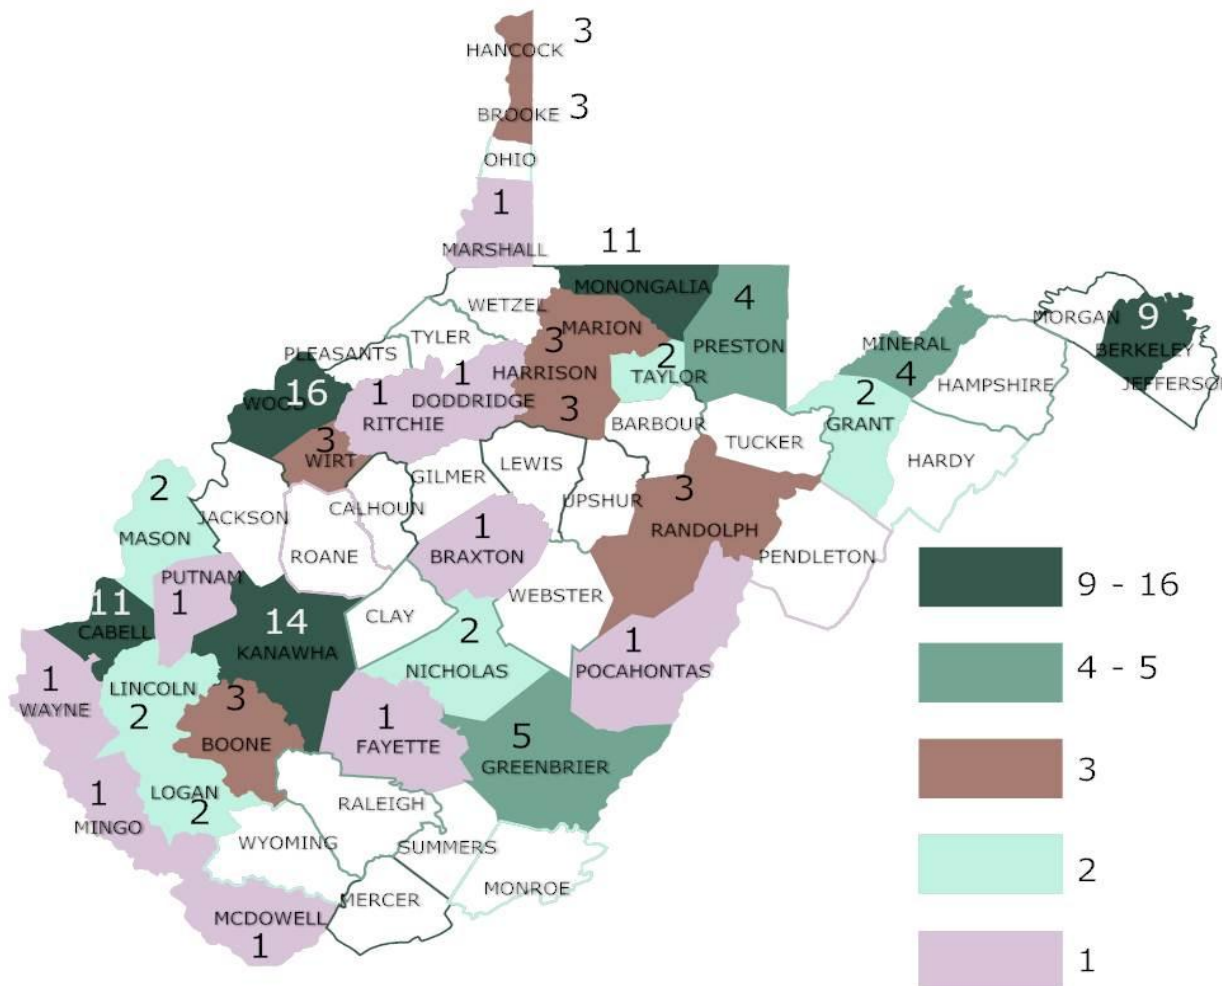 3
HANCOCK
3
BROOKE
OHIO
1
MARSHALL
11
MONONGALIA
WETZEL
4
PRESTON
MARION
3
TYLER
PLEASANTS
MORGAN
9
BERKELEY
JEFFERSON
MINERAL
4
HAMPSHIRE
16
WOOD
1
RITCHIE
1
DODDRIDGE
HARRISON
3
2
TAYLOR
BARBOUR
TUCKER
2
GRANT
HARDY
3
WIRT
GILMER
LEWIS
UPSHUR
3
RANDOLPH
PENDLETON
2
MASON
JACKSON
CALHOUN
ROANE
1
BRAXTON
WEBSTER
PUTNAM
1
11
CABELL
14
KANAWHA
CLAY
2
NICHOLAS
1
POCAHONTAS
1
WAYNE
LINCOLN
2
3
BOONE
1
FAYETTE
5
GREENBRIER
1
MINGO
LOGAN
2
RALEIGH
WYOMING
SUMMERS
MONROE
MERCER
MCDOWELL
1
9 - 16
4 - 5
3
2
1